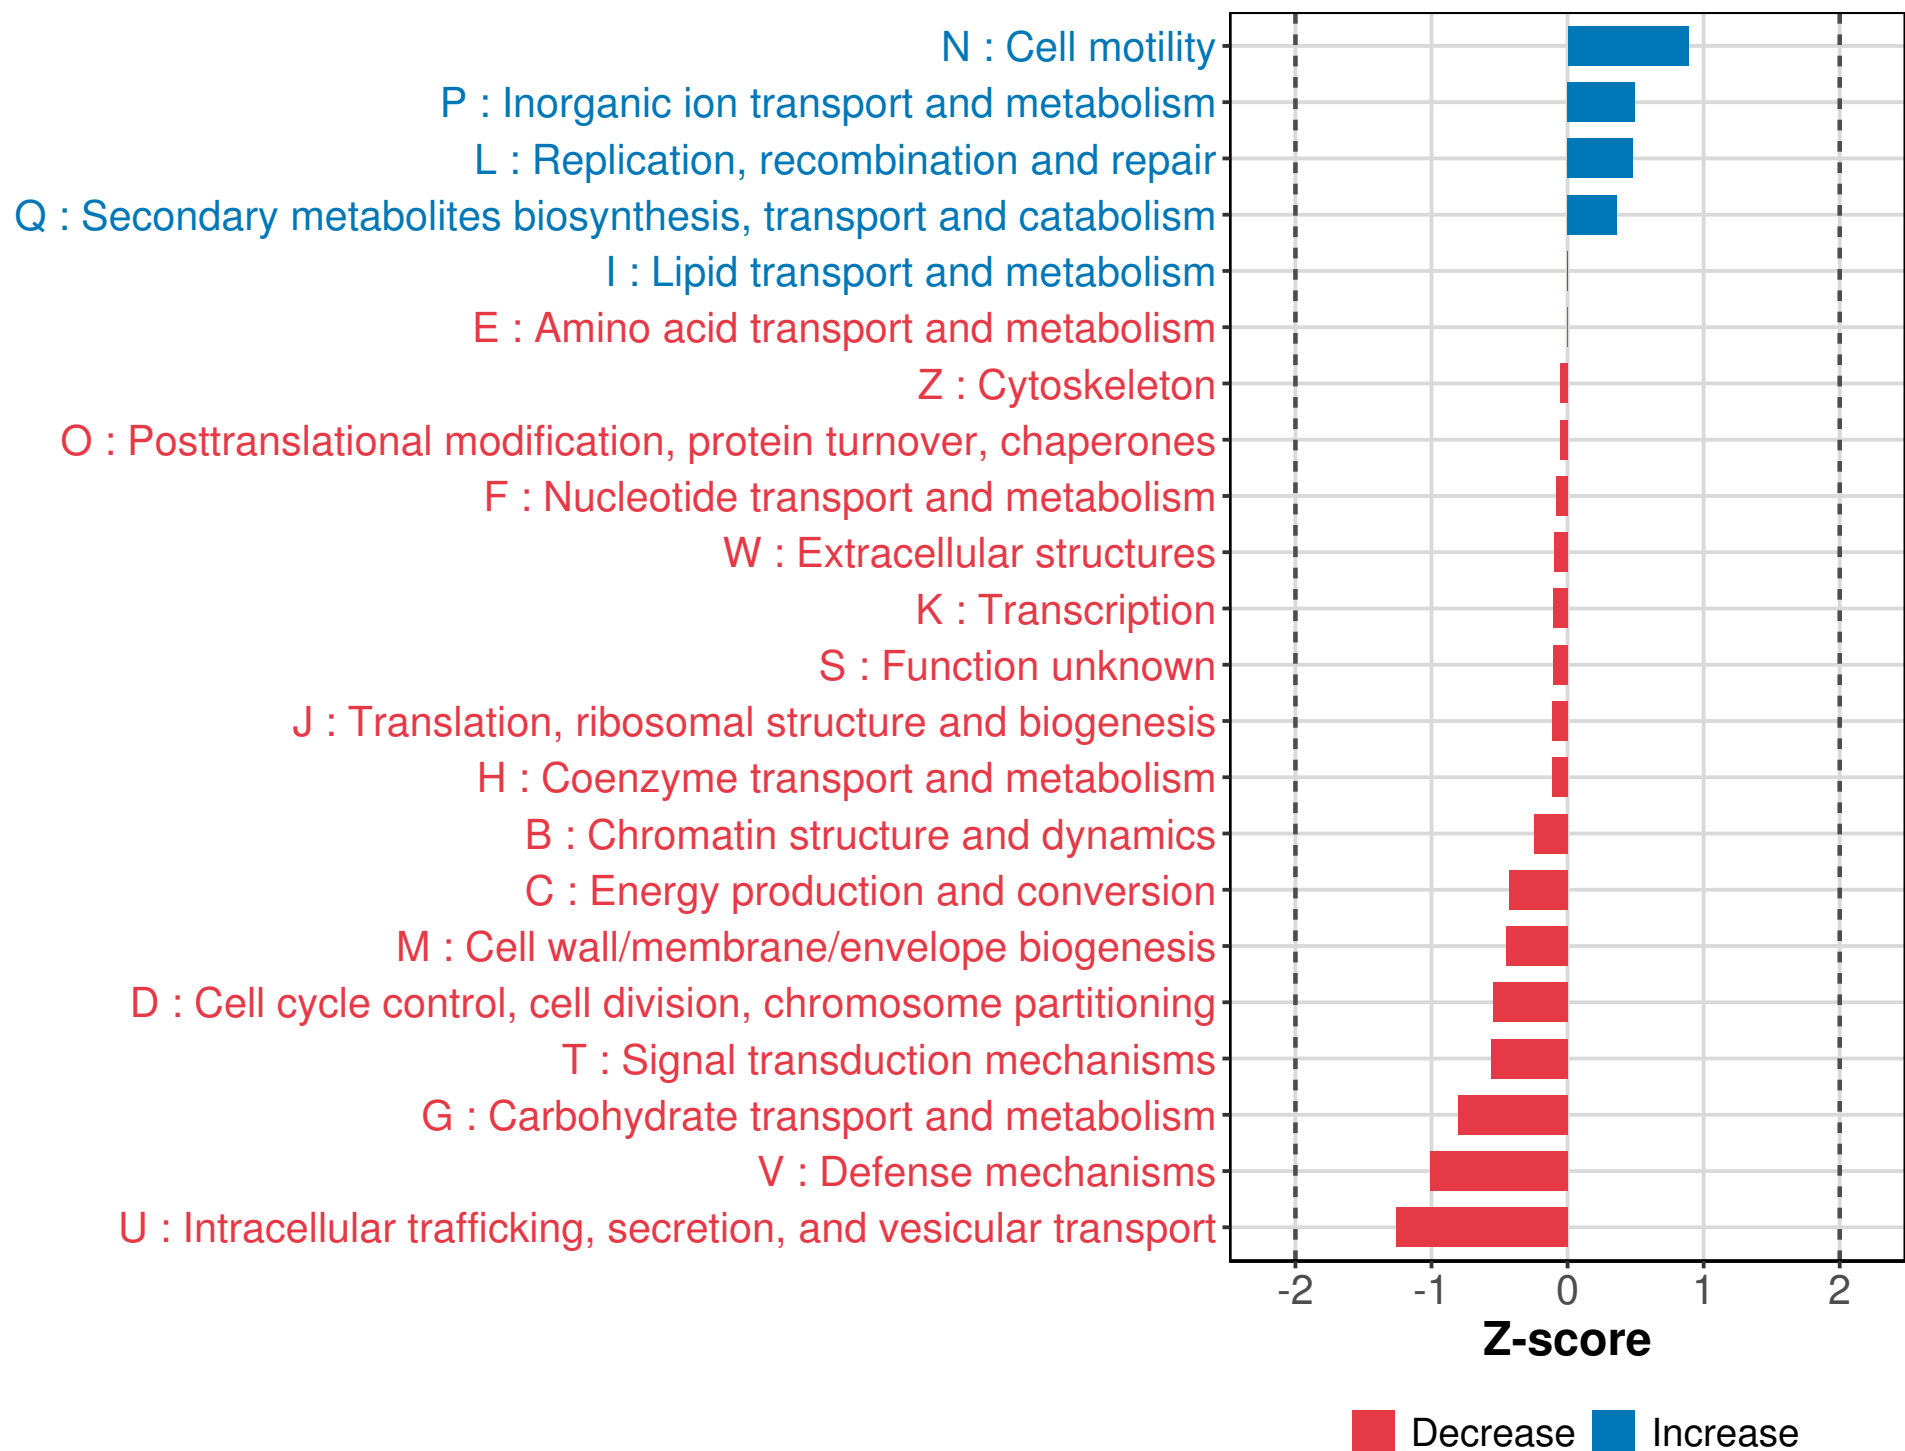 N : Cell motility
P : Inorganic ion transport and metabolism
L : Replication, recombination and repair
Q : Secondary metabolites biosynthesis, transport and catabolism
I : Lipid transport and metabolism
E : Amino acid transport and metabolism
Z : Cytoskeleton
O : Posttranslational modification, protein turnover, chaperones
F : Nucleotide transport and metabolism
W : Extracellular structures
K : Transcription
S : Function unknown
J : Translation, ribosomal structure and biogenesis
H : Coenzyme transport and metabolism
B : Chromatin structure and dynamics
C : Energy production and conversion
M : Cell wall/membrane/envelope biogenesis
D : Cell cycle control, cell division, chromosome partitioning
T : Signal transduction mechanisms
G : Carbohydrate transport and metabolism
V : Defense mechanisms
U : Intracellular trafficking, secretion, and vesicular transport
-2 -1 0 1 2
Z-score
Decrease Increase